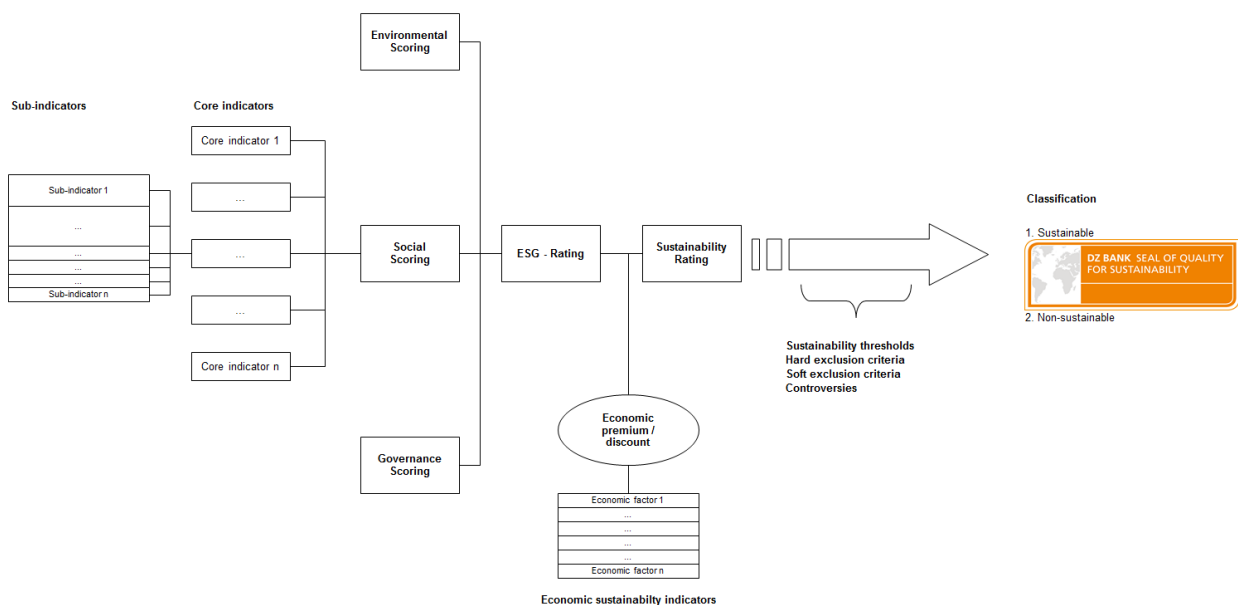 Sub-indicators
Sub-indicator 1
...
...
...
...
Sub-indicator n
Core indicators
Core indicator 1
...
...
...
Core indicator n
Environmental
Scoring
Social
Scoring
Governance
Scoring
ESG - Rating
Economic
premium /
discount
Economic factor 1
...
...
...
...
Economic factor n
Economic sustainabilty indicators
Sustainability
Rating
Sustainability thresholds
Hard exclusion criteria
Soft exclusion criteria
Controversies
Classification
1. Sustainable
DZ BANK SEAL OF QUALITY
FOR SUSTAINABILITY
2. Non-sustainable